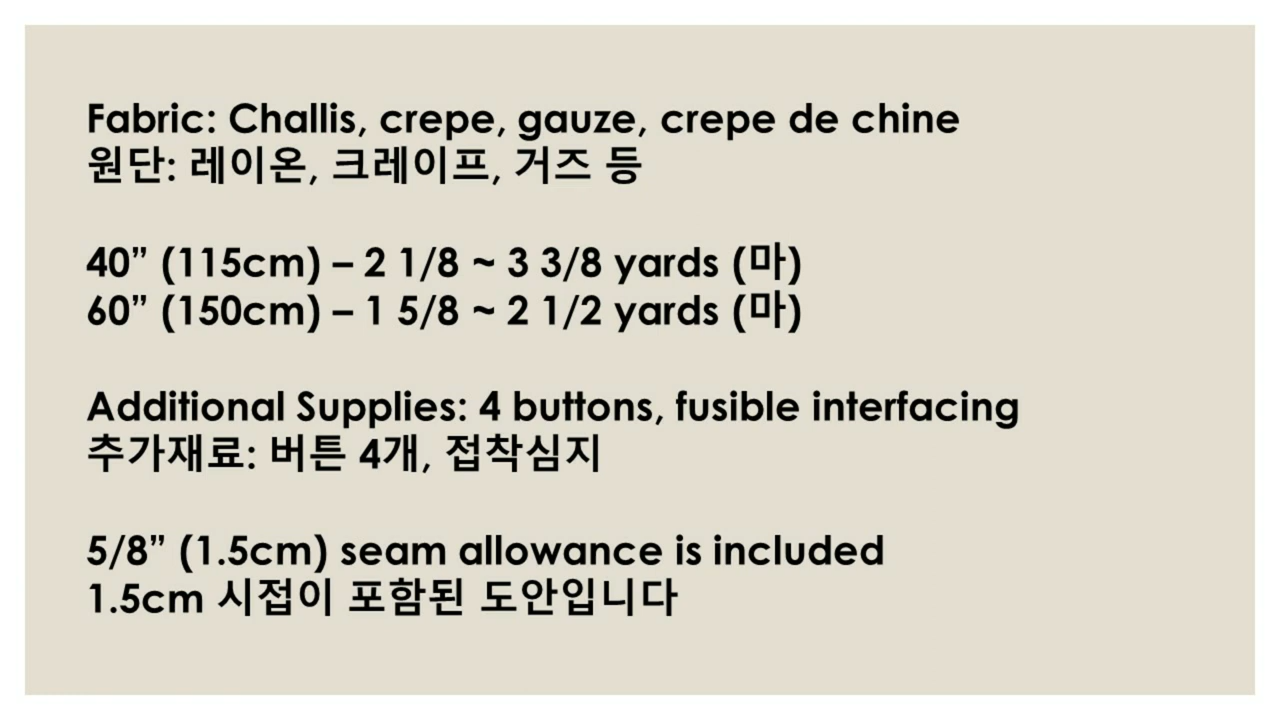 Fabric: Challis, crepe, gauze, crepe de chine
원단: 레이온, 크레이프, 거즈 등
40” (115cm) – 2 1/8 ~ 3 3/8 yards (마)
60” (150cm) – 1 5/8 ~ 2 1/2 yards (마)
Additional Supplies: 4 buttons, fusible interfacing
추가재료: 버튼 4개, 접착심지
5/8” (1.5cm) seam allowance is included
1.5cm 시접이 포함된 도안입니다